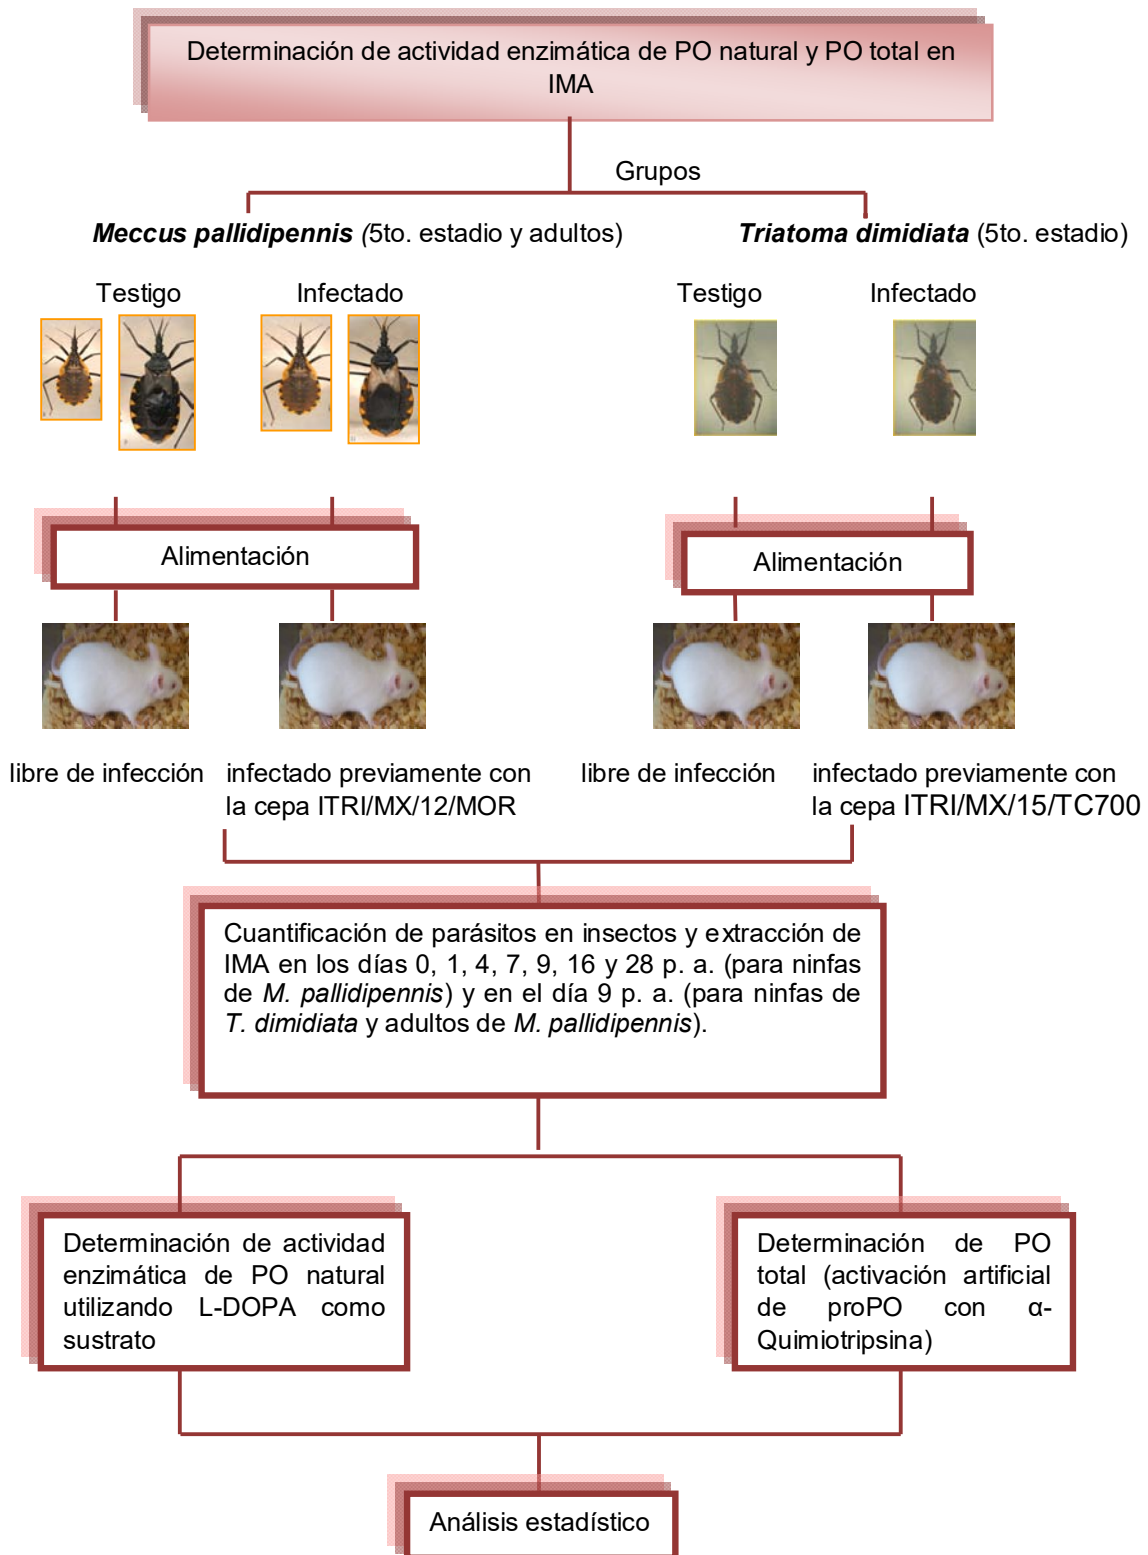 Determinación de actividad enzimática de PO natural y PO total en
IMA
Grupos
Meccus pallidipennis (5to. estadio y adultos)
Triatoma dimidiata (5to. estadio)
Testigo
Infectado
Testigo
Infectado
Alimentación
Alimentación
libre de infección
infectado previamente con
la cepa ITRI/MX/12/MOR
libre de infección
infectado previamente con
la cepa ITRI/MX/15/TC700
Cuantificación de parásitos en insectos y extracción de
IMA en los días 0, 1, 4, 7, 9, 16 y 28 p. a. (para ninfas
de M. pallidipennis) y en el día 9 p. a. (para ninfas de
T. dimidiata y adultos de M. pallidipennis).
Determinación de actividad
enzimática de PO natural
utilizando L-DOPA como
sustrato
Determinación de PO
total (activación artificial
de proPO con α-
Quimiotripsina)
Análisis estadístico